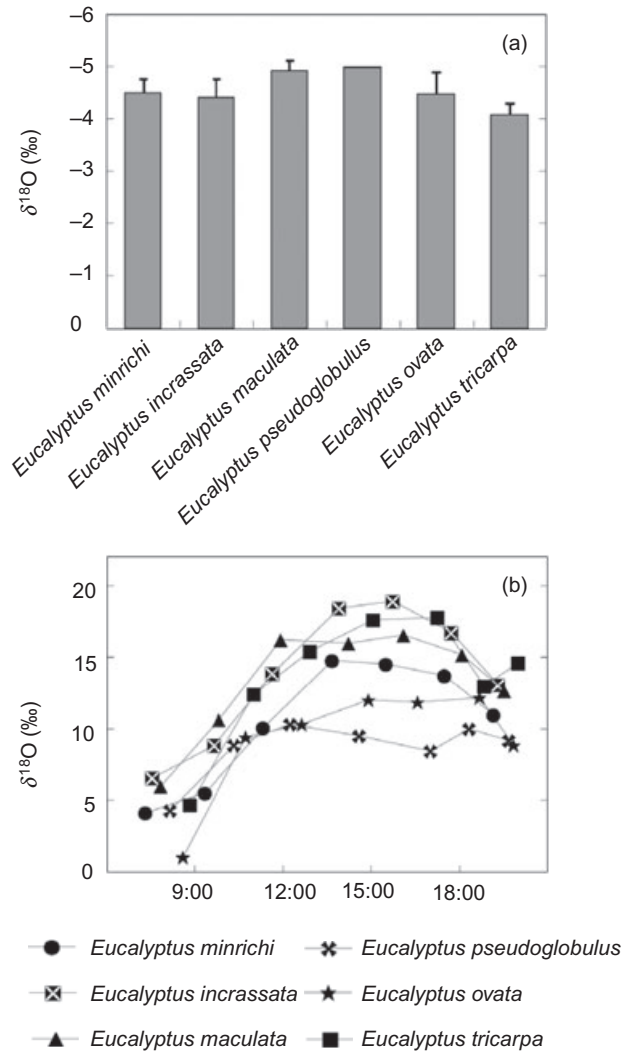 (a)
δ¹⁸O (‰)
–6
–5
–4
–3
–2
–1
0
Eucalyptus minrichi
Eucalyptus incrassata
Eucalyptus maculata
Eucalyptus pseudoglobulus
Eucalyptus ovata
Eucalyptus tricarpa
(b)
δ¹⁸O (‰)
20
15
10
5
0
9:00 12:00 15:00 18:00
Eucalyptus minrichi Eucalyptus pseudoglobulus
Eucalyptus incrassata Eucalyptus ovata
Eucalyptus maculata Eucalyptus tricarpa